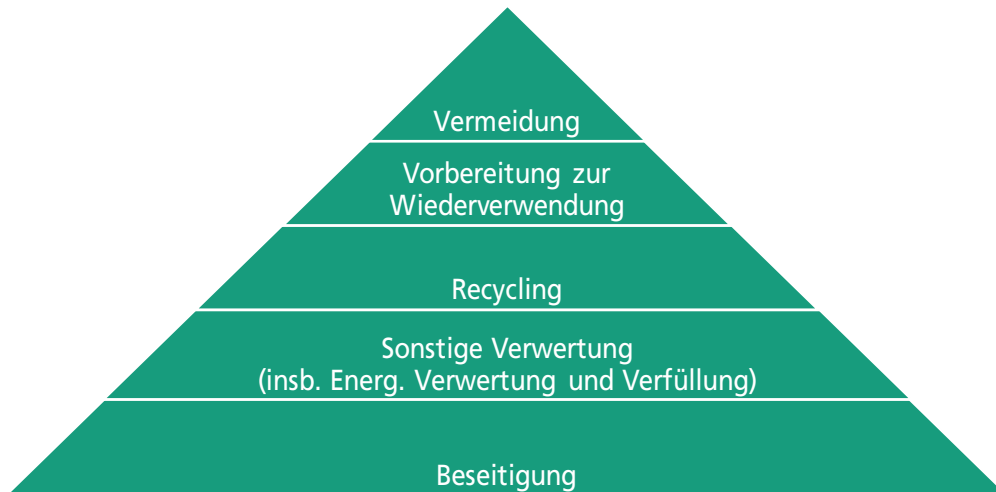 Vermeidung
Vorbereitung zur
Wiederverwendung
Recycling
Sonstige Verwertung
(insb. Energ. Verwertung und Verfüllung)
Beseitigung